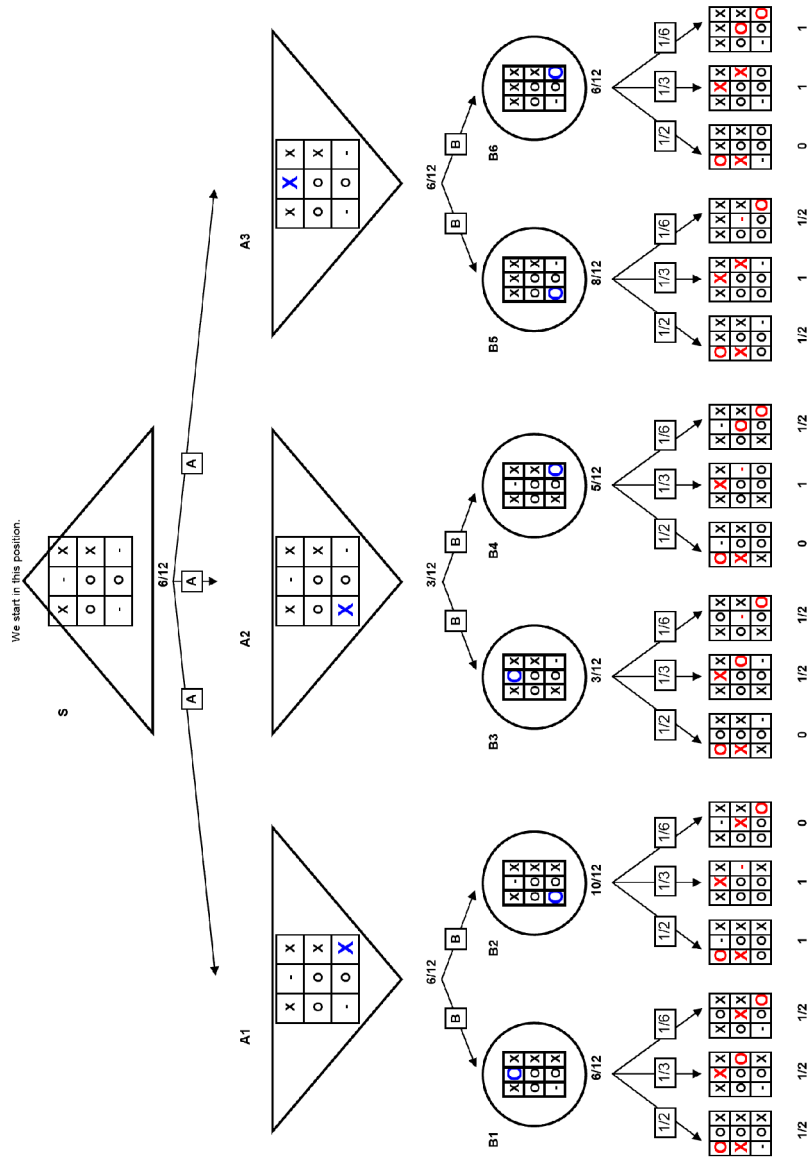 We start in this position.
S
X - X
O O X
- O -
6/12
A A A
A1 A2 A3
X - X X - X X X X
O O X O O X O O X
- O X X O - - O -
6/12 3/12 6/12
B B B B B B
B1 B2 B3 B4 B5 B6
X O X X - X X O X X - X X X X X X X
O O X O O X O O X O O X O O X O O X
- O X O O X X O - X O O O O - - O O
6/12 10/12 3/12 5/12 8/12 6/12
1/2 1/3 1/6 1/2 1/3 1/6 1/2 1/3 1/6 1/2 1/3 1/6 1/2 1/3 1/6 1/2 1/3 1/6
O O X X X X X O X O - X X X X X - X O O X X X X X O X O - X X X X X - X O X X X X X X X X O X X X X X X X X
X O X O O O O X X X O X O O - O X X X O X O O O O - X X O X O O - O O X X O X O O X O - X X O X O O X O O X
- O X - O X - O O O O X O O X O O O X O - X O - X O O X O O X O O X O O O O - O O - O O O - O O - O O - O O
1/2 1/2 1/2 1 1 0 0 1/2 1/2 0 1 1/2 1/2 1 1/2 0 1 1